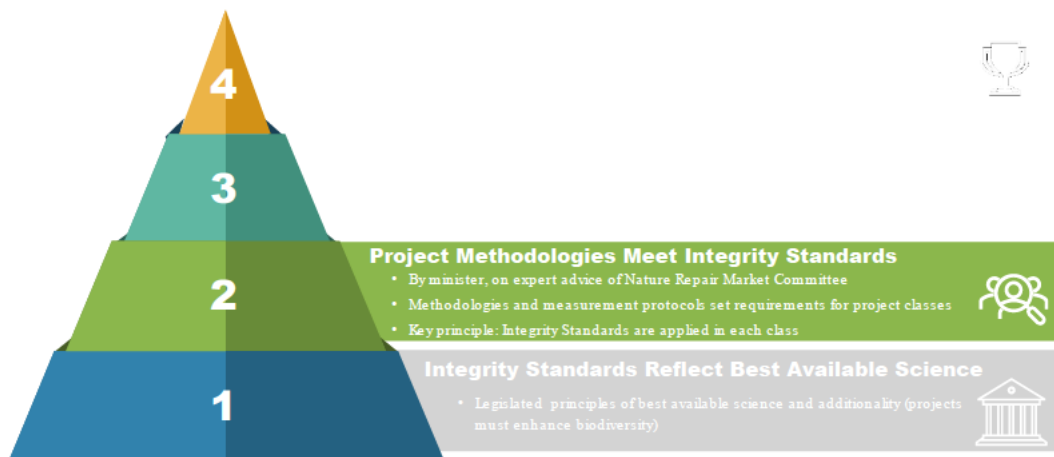 4
3
2
Project Methodologies Meet Integrity Standards
• By minister, on expert advice of Nature Repair Market Committee
• Methodologies and measurement protocols set requirements for project classes
• Key principle: Integrity Standards are applied in each class
1
Integrity Standards Reflect Best Available Science
• Legislated principles of best available science and additionality (projects
must enhance biodiversity)